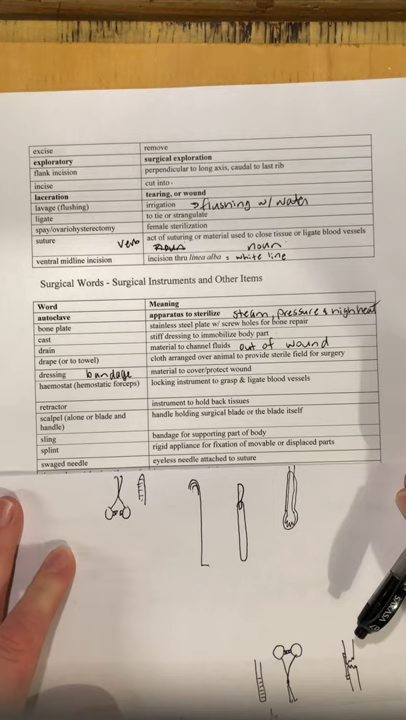 excise remove
exploratory surgical exploration
flank incision perpendicular to long axis, caudal to last rib
incise cut into
laceration tearing, or wound
lavage (flushing) irrigation → flushing w/ water
ligate to tie or strangulate
spay/ovariohysterectomy female sterilization
suture act of suturing or material used to close tissue or ligate blood vessels
verb noun
ventral midline incision incision thru linea alba = white line
Surgical Words - Surgical Instruments and Other Items
Word Meaning
autoclave apparatus to sterilize steam, pressure & high heat
bone plate stainless steel plate w/ screw holes for bone repair
cast stiff dressing to immobilize body part
drain material to channel fluids out of wound
drape (or to towel) cloth arranged over animal to provide sterile field for surgery
dressing bandage material to cover/protect wound
haemostat (hemostatic forceps) locking instrument to grasp & ligate blood vessels
retractor instrument to hold back tissues
scalpel (alone or blade and handle holding surgical blade or the blade itself
handle)
sling bandage for supporting part of body
splint rigid appliance for fixation of movable or displaced parts
swaged needle eyeless needle attached to suture